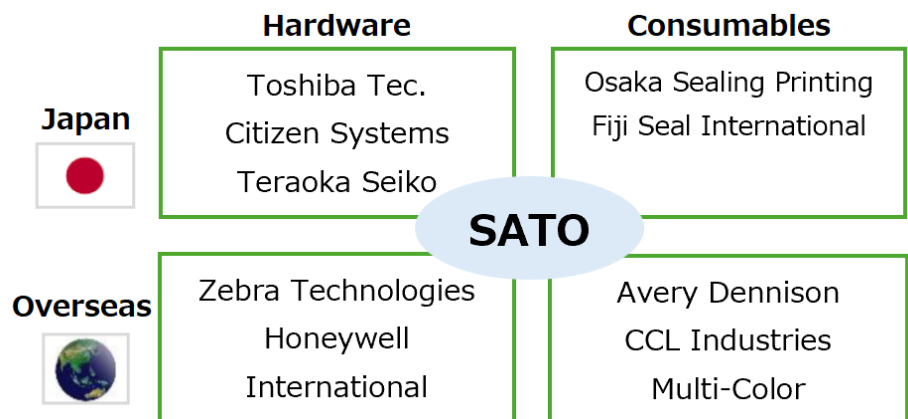 Hardware
Consumables
Japan
Toshiba Tec.
Citizen Systems
Teraoka Seiko
Osaka Sealing Printing
Fiji Seal International
SATO
Overseas
Zebra Technologies
Honeywell
International
Avery Dennison
CCL Industries
Multi-Color